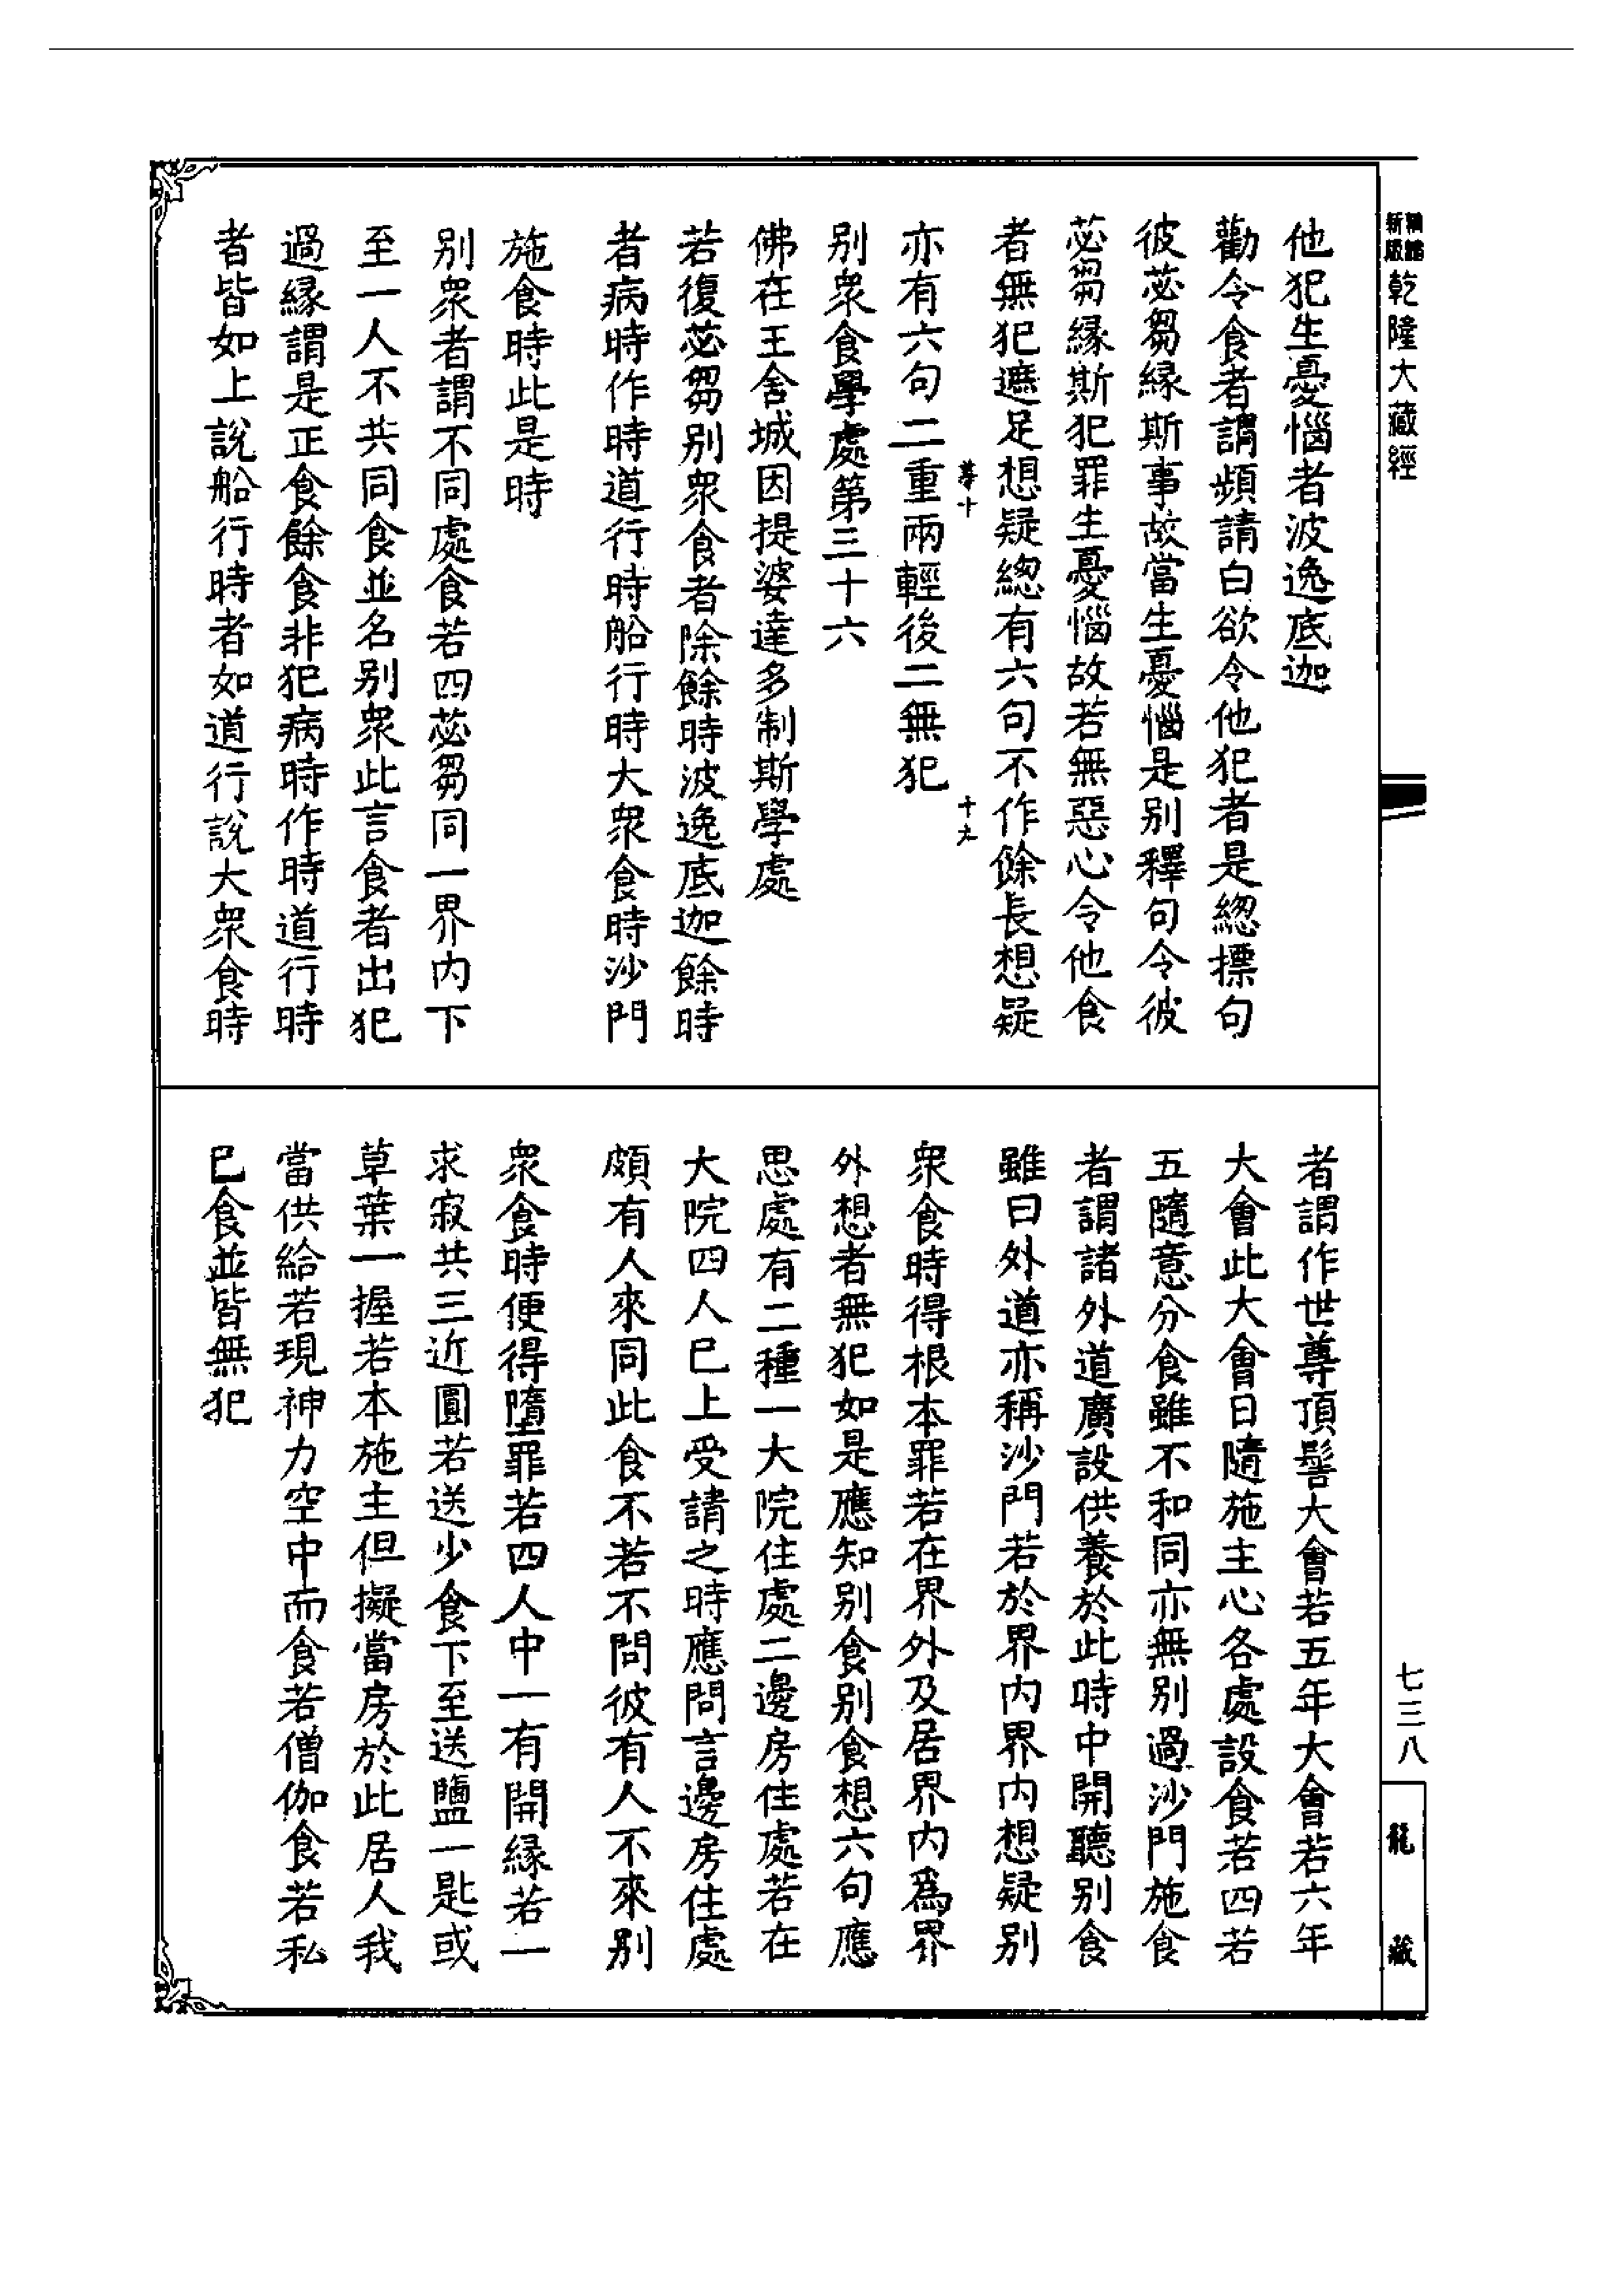 新版
乾隆大藏經
他犯生憂惱者波逸底迦
勸令食者謂頻請白欲令他犯者是緫摽句
彼苾芻緣斯事故當生憂惱是別釋句令彼
苾芻緣斯犯罪生憂惱故若無惡心令他食
者無犯遮足想疑緫有六句不作餘長想疑
十九
亦有六句二重兩輕後二無犯
別衆食學處第三十六
佛在王舍城因提婆達多制斯學處
若復苾芻別衆食者除餘時波逸底迦餘時
者病時作時道行時船行時大衆食時沙門
施食時此是時
別衆者謂不同處食若四苾芻同一界內下
至一人不共同食並名別衆此言食者出犯
過緣謂是正食餘食非犯病時作時道行時
者皆如上說船行時者如道行說大衆食時
者謂作世尊頂髻大會若五年大會若六年
大會此大會日隨施主心各處設食若四若
五隨意分食雖不和同亦無別過沙門施食
者謂諸外道廣設供養於此時中開聽別食
雖曰外道亦稱沙門若於界內界內想疑別
衆食時得根本罪若在界外及居界內為界
外想者無犯如是應知別食別食想六句應
思處有二種一大院住處二邊房住處若在
大院四人巳上受請之時應問言邊房住處
頗有人來同此食不若不問彼有人不來別
衆食時便得墮罪若四人中一有開緣若一
求寂共三近圓若送少食下至送鹽一匙或
草葉一握若本施主但擬當房於此居人我
當供給若現神力空中而食若僧伽食若私
巳食並皆無犯
七三八
龍藏